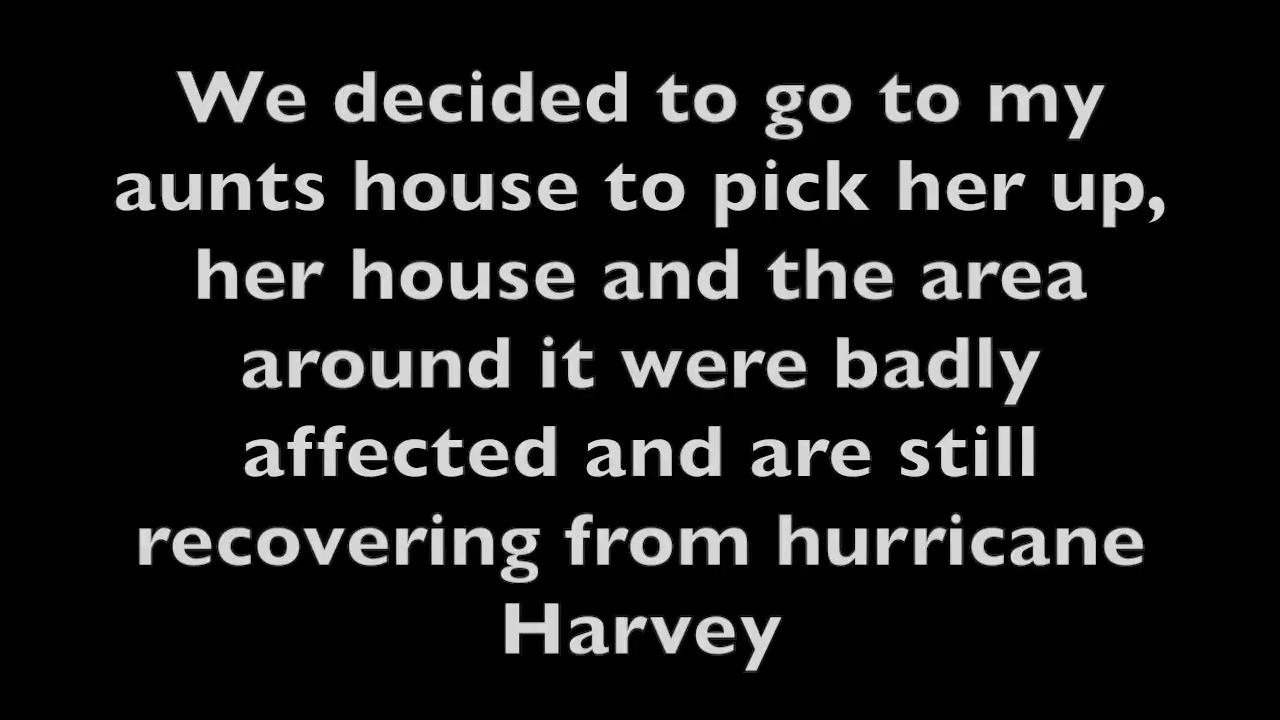 We decided to go to my
aunts house to pick her up,
her house and the area
around it were badly
affected and are still
recovering from hurricane
Harvey